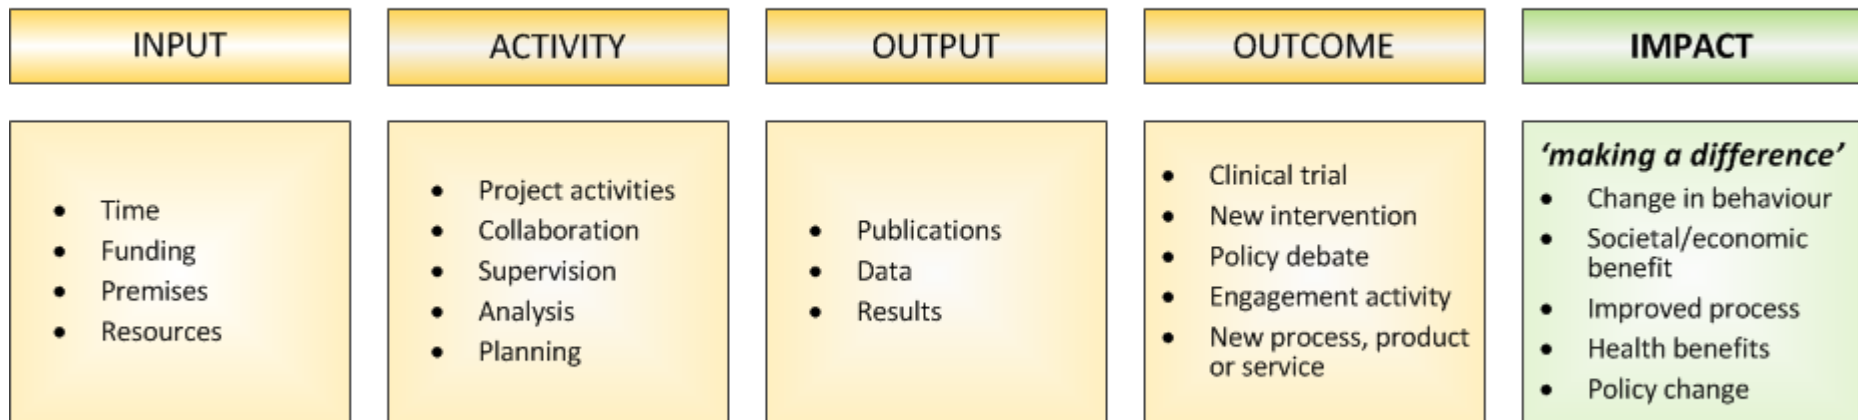 INPUT
ACTIVITY
OUTPUT
OUTCOME
IMPACT
• Time
• Funding
• Premises
• Resources
• Project activities
• Collaboration
• Supervision
• Analysis
• Planning
• Publications
• Data
• Results
• Clinical trial
• New intervention
• Policy debate
• Engagement activity
• New process, product
or service
‘making a difference’
• Change in behaviour
• Societal/economic
benefit
• Improved process
• Health benefits
• Policy change